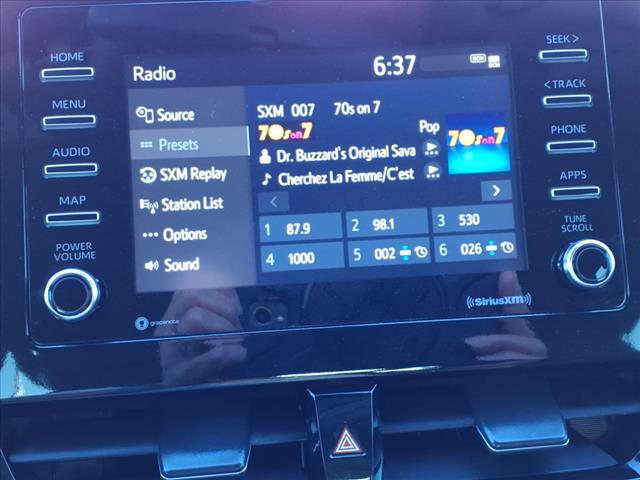 HOME
MENU
AUDIO
MAP
POWER
VOLUME
Radio
6:37
DCM
DCM
Source
Presets
SXM Replay
Station List
Options
Sound
SXM 007 70s on 7
70s on 7
Pop
70s on 7
Dr. Buzzard's Original Sava
Cherchez La Femme/C'est
<
>
1 87.9
2 98.1
3 530
4 1000
5 002
6 026
SEEK >
< TRACK
PHONE
APPS
TUNE
SCROLL
gracenote
SiriusXM